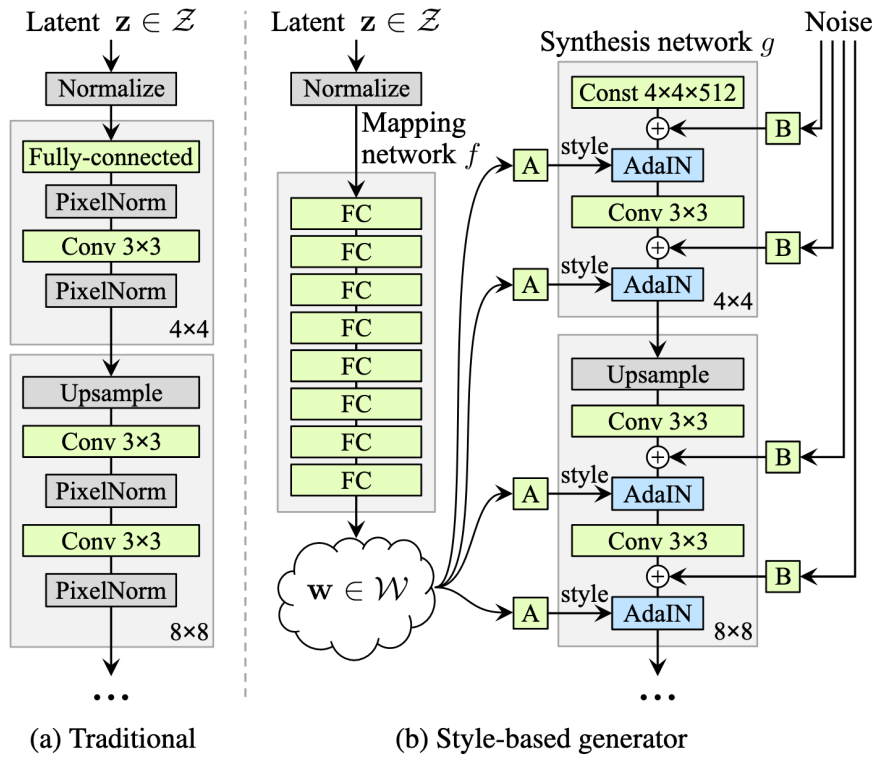 Latent z ∈ Z
Normalize
Fully-connected
PixelNorm
Conv 3×3
PixelNorm
4×4
Upsample
Conv 3×3
PixelNorm
Conv 3×3
PixelNorm
8×8
...
(a) Traditional
Latent z ∈ Z
Normalize
Mapping
network f
FC
FC
FC
FC
FC
FC
FC
FC
w ∈ W
Synthesis network g
Noise
Const 4×4×512
B
A
style
AdaIN
Conv 3×3
B
A
style
AdaIN
4×4
Upsample
Conv 3×3
B
A
style
AdaIN
Conv 3×3
B
A
style
AdaIN
8×8
...
(b) Style-based generator